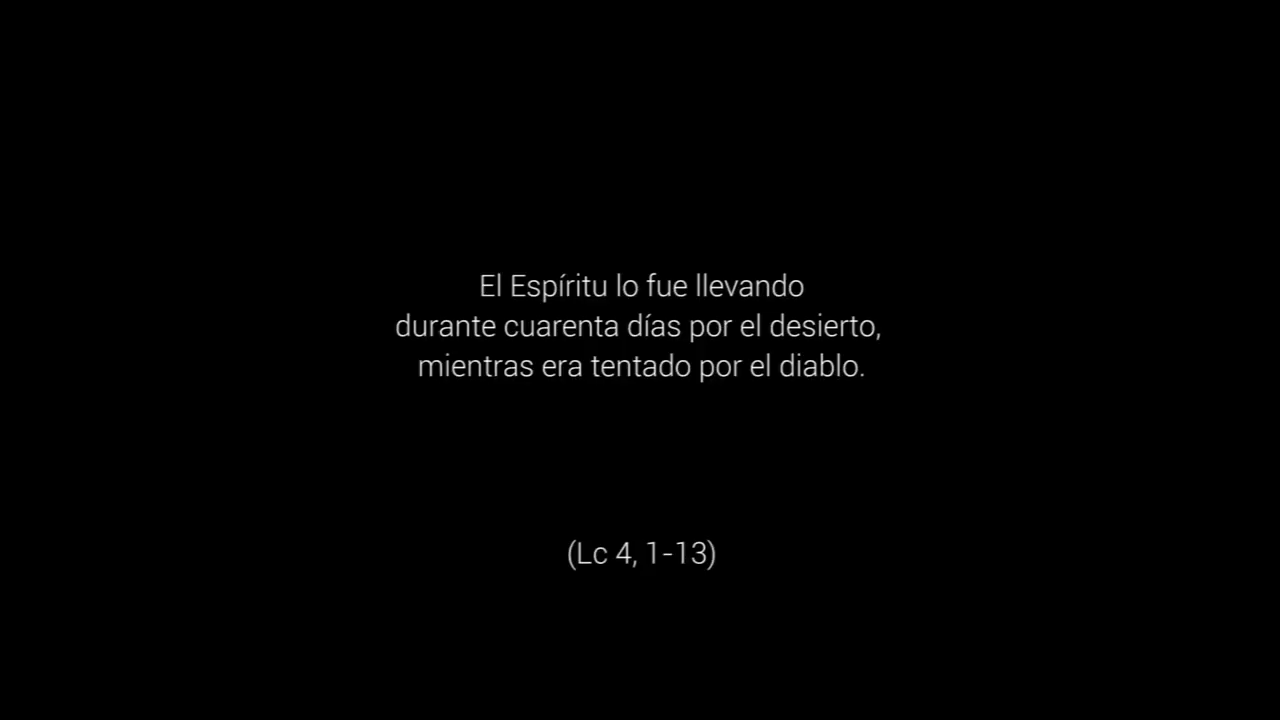 El Espíritu lo fue llevando
durante cuarenta días por el desierto,
mientras era tentado por el diablo.
(Lc 4, 1-13)